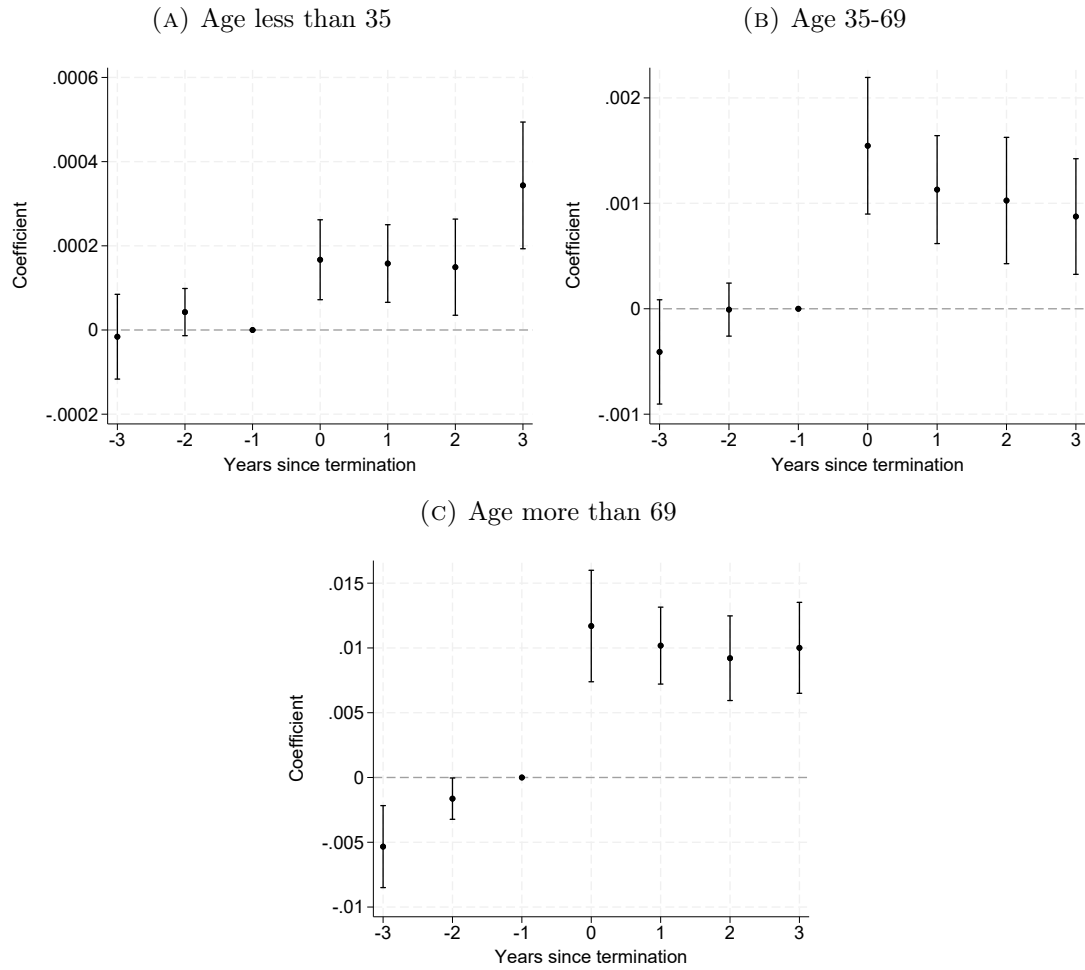 (A) Age less than 35
.0006
.0004
.0002
0
-.0002
Coefficient
-3 -2 -1 0 1 2 3
Years since termination
(B) Age 35-69
.002
.001
0
-.001
Coefficient
-3 -2 -1 0 1 2 3
Years since termination
(C) Age more than 69
.015
.01
.005
0
-.005
-.01
Coefficient
-3 -2 -1 0 1 2 3
Years since termination